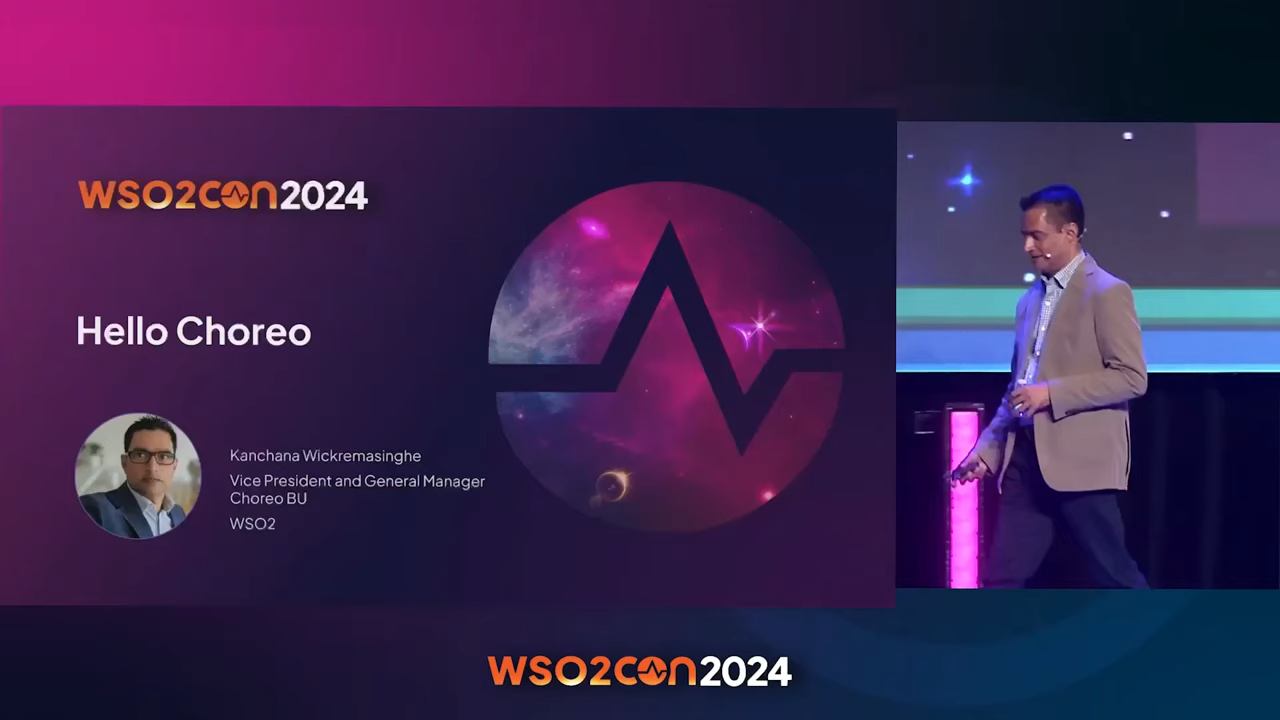 WSO2CON2024
Hello Choreo
Kanchana Wickremasinghe
Vice President and General Manager
Choreo BU
WSO2
WSO2CON2024